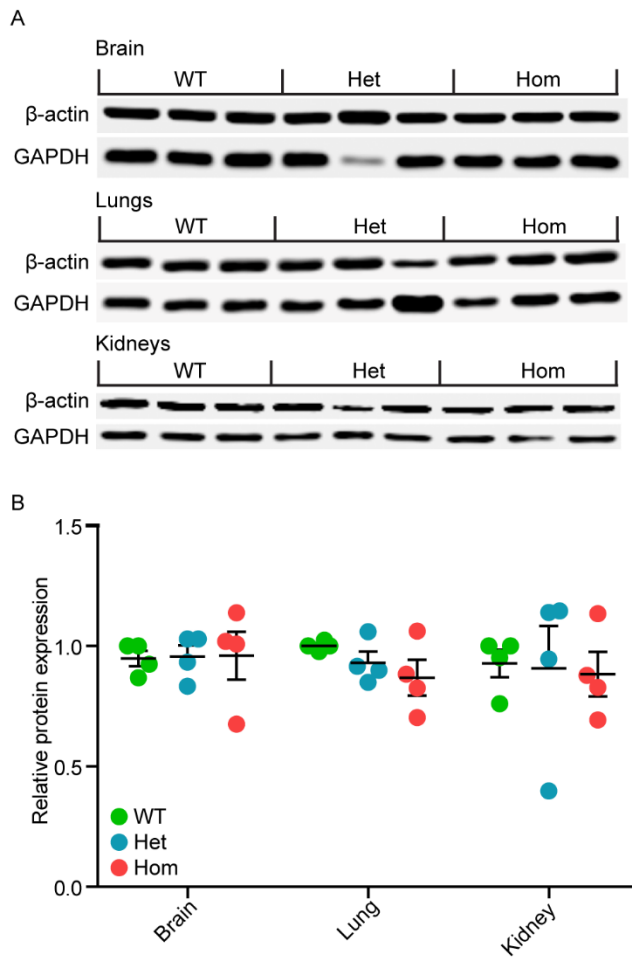 A
Brain
WT Het Hom
β-actin
GAPDH
Lungs
WT Het Hom
β-actin
GAPDH
Kidneys
WT Het Hom
β-actin
GAPDH
B
Relative protein expression
1.5
1.0
0.5
0.0
WT
Het
Hom
Brain Lung Kidney